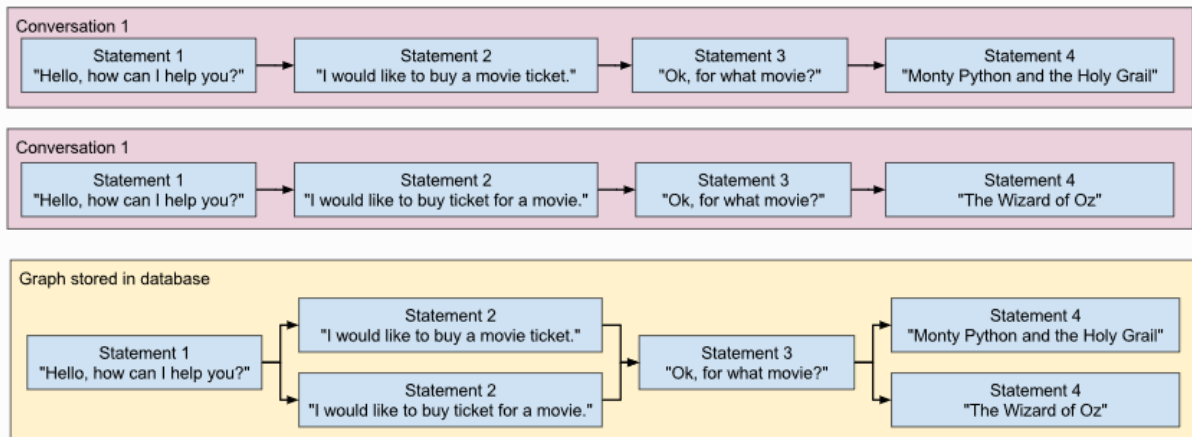 Conversation 1
Statement 1
"Hello, how can I help you?"
Statement 2
"I would like to buy a movie ticket."
Statement 3
"Ok, for what movie?"
Statement 4
"Monty Python and the Holy Grail"
Conversation 1
Statement 1
"Hello, how can I help you?"
Statement 2
"I would like to buy ticket for a movie."
Statement 3
"Ok, for what movie?"
Statement 4
"The Wizard of Oz"
Graph stored in database
Statement 1
"Hello, how can I help you?"
Statement 2
"I would like to buy a movie ticket."
Statement 2
"I would like to buy ticket for a movie."
Statement 3
"Ok, for what movie?"
Statement 4
"Monty Python and the Holy Grail"
Statement 4
"The Wizard of Oz"